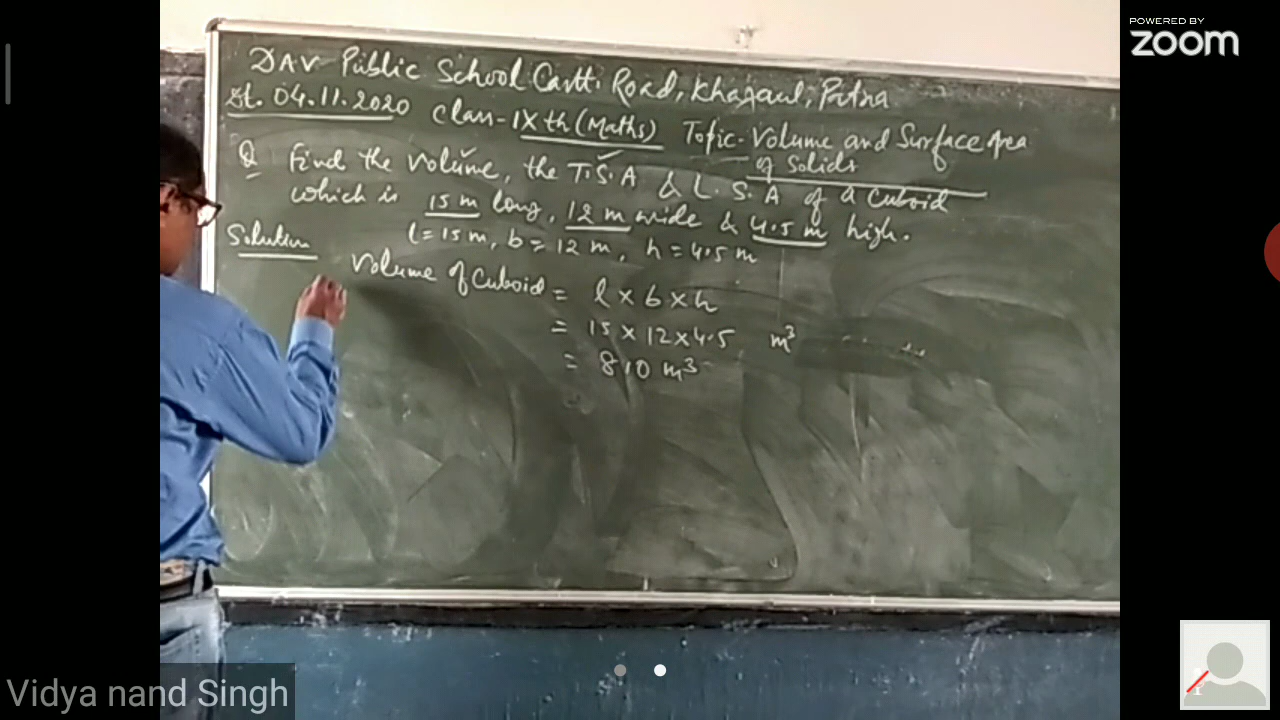 DAV Public School Cantt. Road, Khagaul, Patna
dt. 04.11.2020 Class-IXth (Maths) Topic-Volume and Surface Area
of Solids
Q Find the volume, the T.S.A & L.S.A of a Cuboid
which is 15 m long, 12 m wide & 4.5 m high.
Solution l = 15 m, b = 12 m, h = 4.5 m
Volume of Cuboid = l × b × h
= 15 × 12 × 4.5 m³
= 810 m³
POWERED BY
zoom
Vidya nand Singh